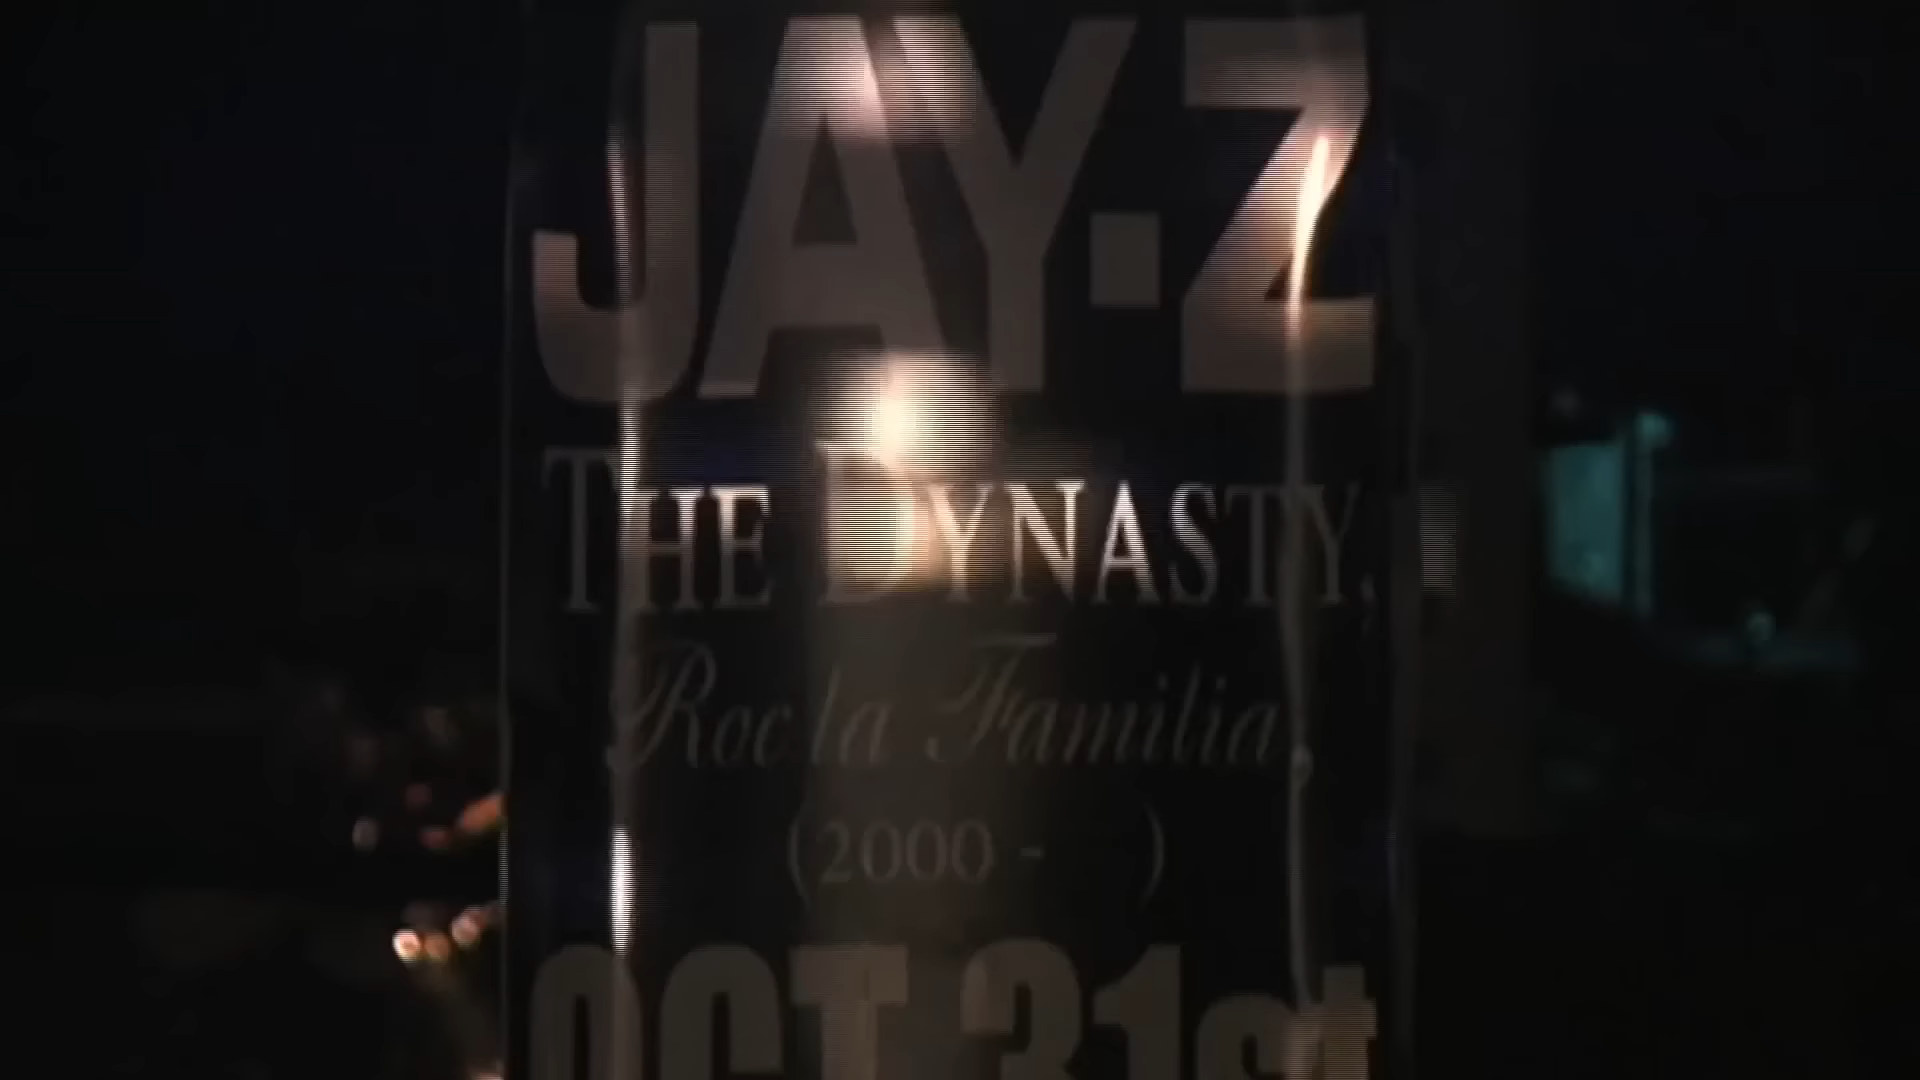 JAY-Z
THE DYNASTY,
Roc la Familia,
(2000 - )
OCT 31st